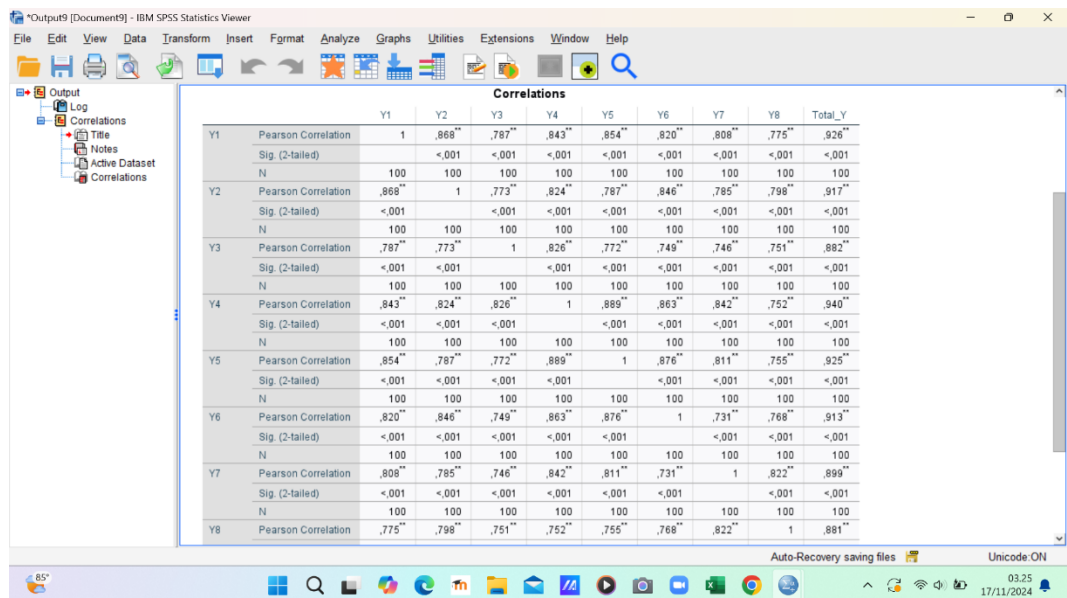 *Output9 [Document9] - IBM SPSS Statistics Viewer
File Edit View Data Transform Insert Format Analyze Graphs Utilities Extensions Window Help
Output
Log
Correlations
Title
Notes
Active Dataset
Correlations
Correlations
Y1 Y2 Y3 Y4 Y5 Y6 Y7 Y8 Total_Y
Y1 Pearson Correlation 1 ,868** ,787** ,843** ,854** ,820** ,808** ,775** ,926**
Sig. (2-tailed) <,001 <,001 <,001 <,001 <,001 <,001 <,001 <,001
N 100 100 100 100 100 100 100 100 100
Y2 Pearson Correlation ,868** 1 ,773** ,824** ,787** ,846** ,785** ,798** ,917**
Sig. (2-tailed) <,001 <,001 <,001 <,001 <,001 <,001 <,001 <,001
N 100 100 100 100 100 100 100 100 100
Y3 Pearson Correlation ,787** ,773** 1 ,826** ,772** ,749** ,746** ,751** ,882**
Sig. (2-tailed) <,001 <,001 <,001 <,001 <,001 <,001 <,001 <,001
N 100 100 100 100 100 100 100 100 100
Y4 Pearson Correlation ,843** ,824** ,826** 1 ,889** ,863** ,842** ,752** ,940**
Sig. (2-tailed) <,001 <,001 <,001 <,001 <,001 <,001 <,001 <,001
N 100 100 100 100 100 100 100 100 100
Y5 Pearson Correlation ,854** ,787** ,772** ,889** 1 ,876** ,811** ,755** ,925**
Sig. (2-tailed) <,001 <,001 <,001 <,001 <,001 <,001 <,001 <,001
N 100 100 100 100 100 100 100 100 100
Y6 Pearson Correlation ,820** ,846** ,749** ,863** ,876** 1 ,731** ,768** ,913**
Sig. (2-tailed) <,001 <,001 <,001 <,001 <,001 <,001 <,001 <,001
N 100 100 100 100 100 100 100 100 100
Y7 Pearson Correlation ,808** ,785** ,746** ,842** ,811** ,731** 1 ,822** ,899**
Sig. (2-tailed) <,001 <,001 <,001 <,001 <,001 <,001 <,001 <,001
N 100 100 100 100 100 100 100 100 100
Y8 Pearson Correlation ,775** ,798** ,751** ,752** ,755** ,768** ,822** 1 ,881**
Auto-Recovery saving files Unicode:ON
85°
03.25
17/11/2024